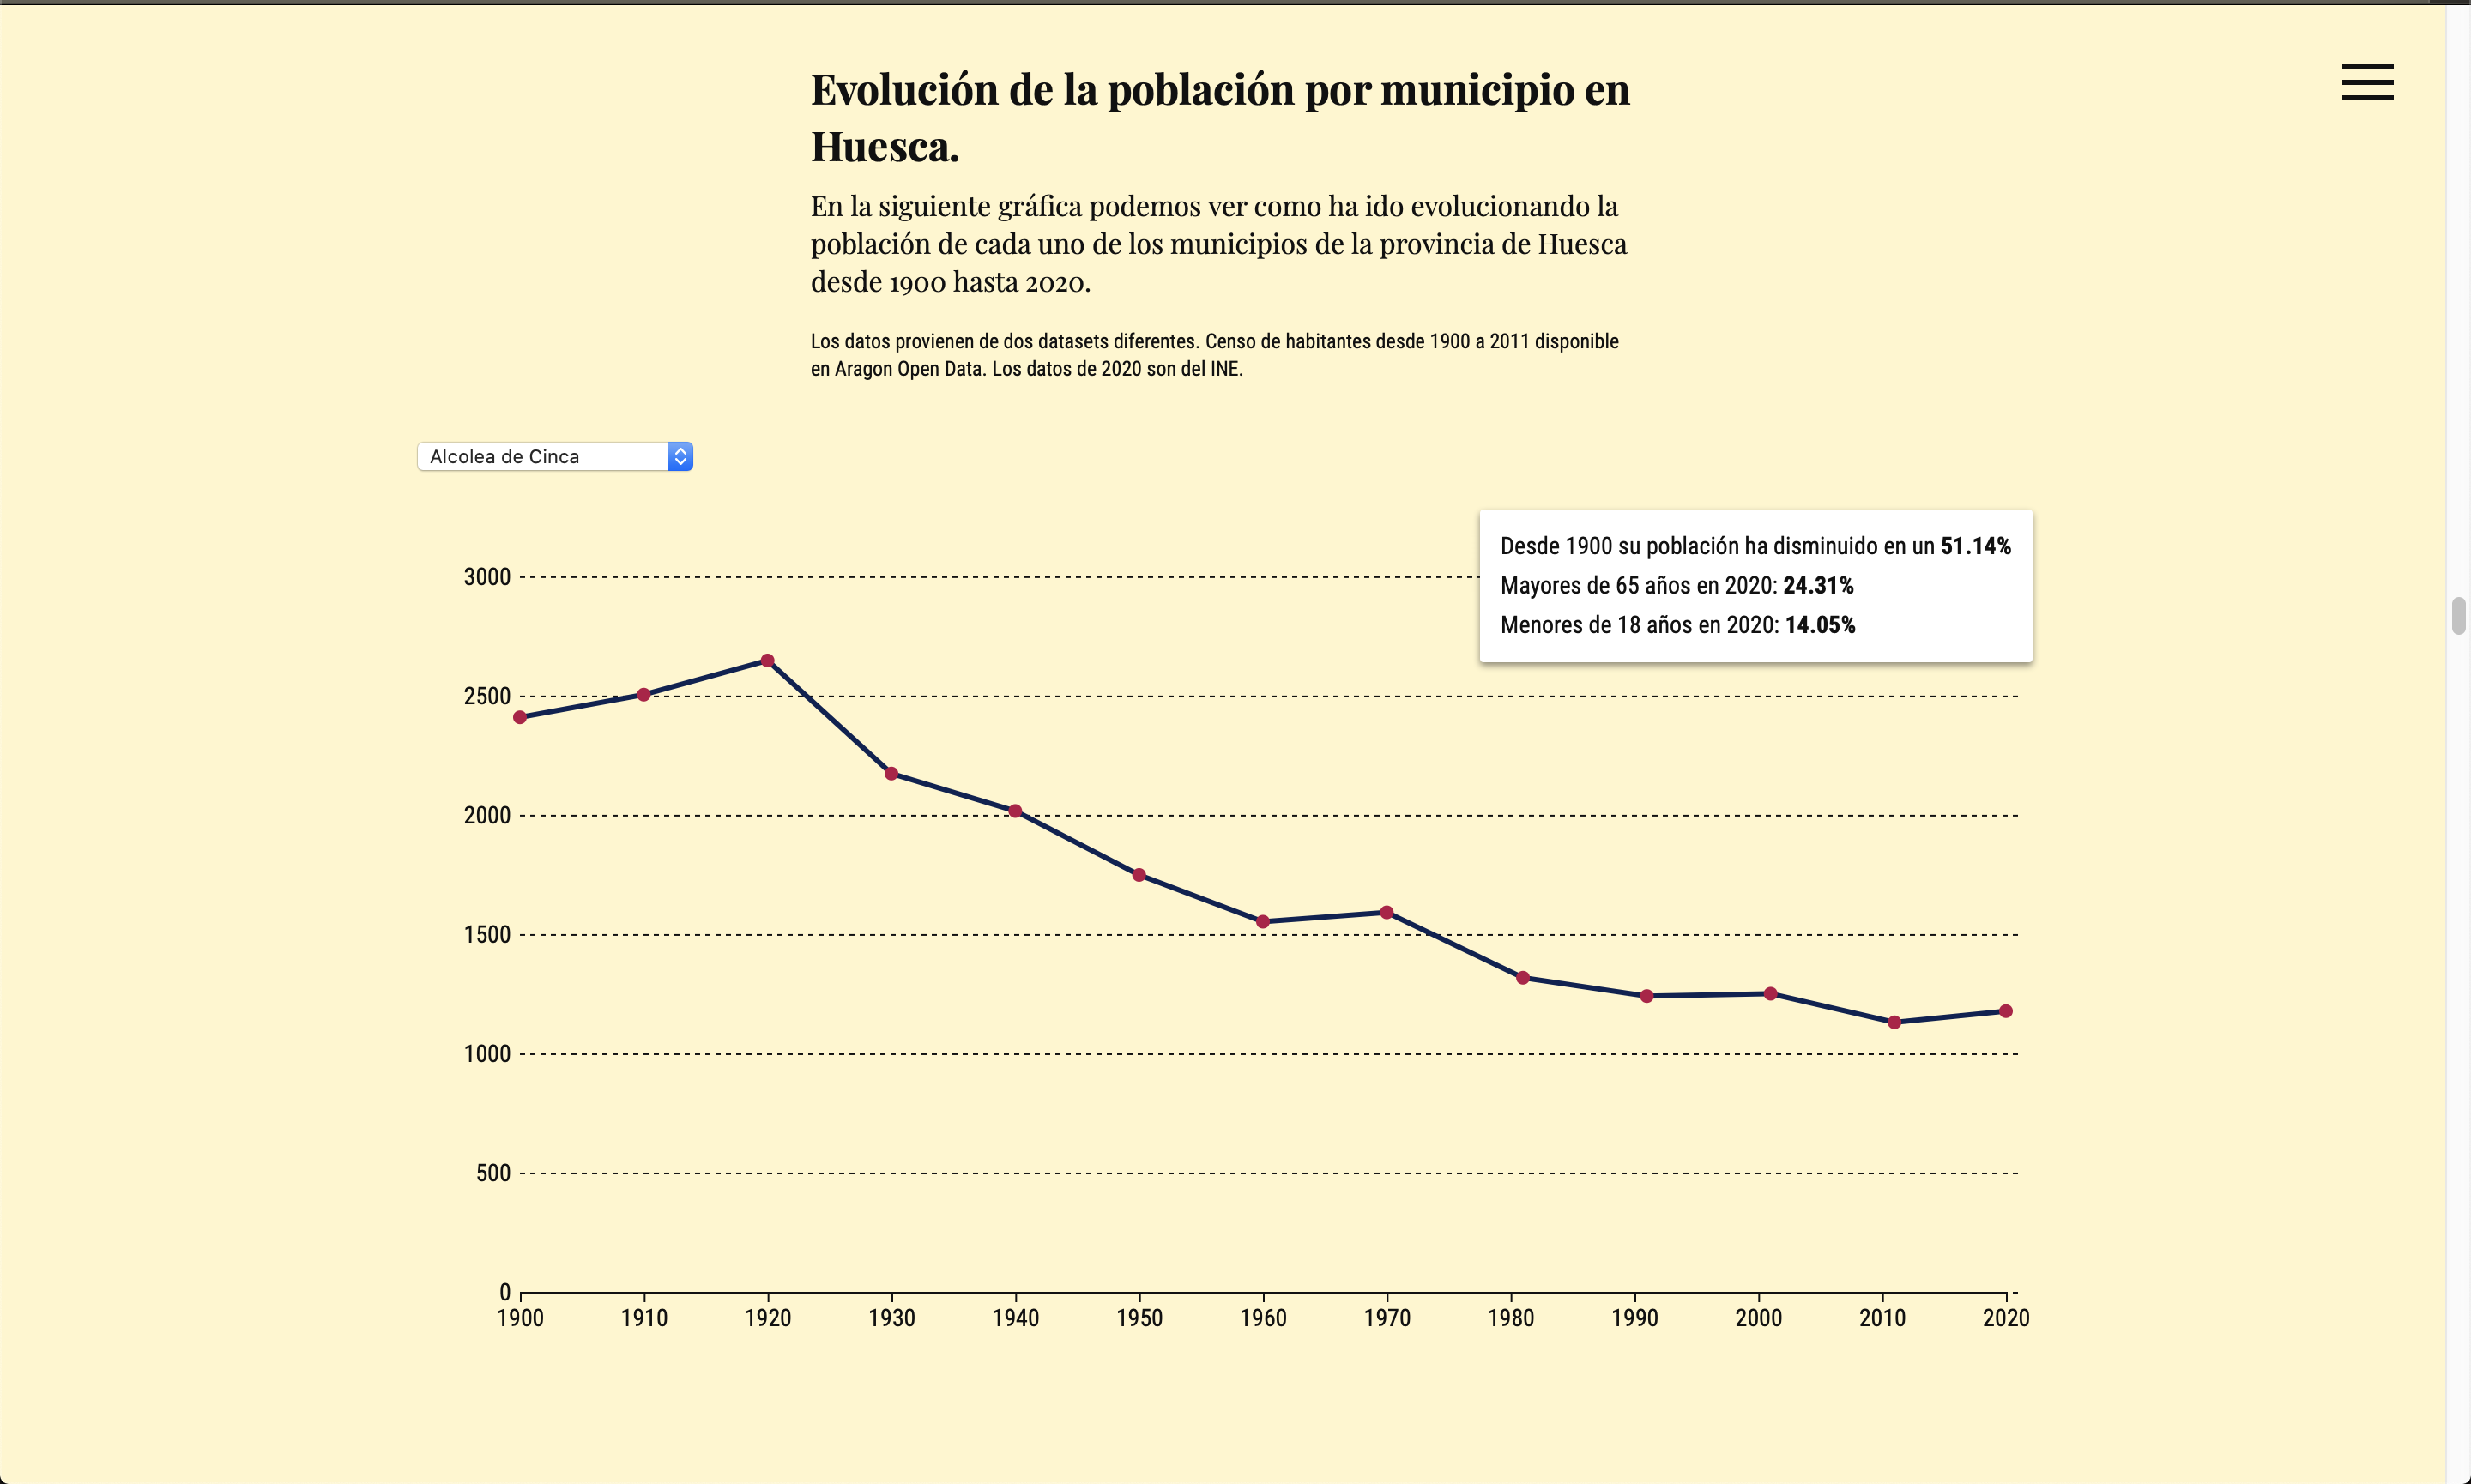 Evolución de la población por municipio en
Huesca.
En la siguiente gráfica podemos ver como ha ido evolucionando la
población de cada uno de los municipios de la provincia de Huesca
desde 1900 hasta 2020.
Los datos provienen de dos datasets diferentes. Censo de habitantes desde 1900 a 2011 disponible
en Aragon Open Data. Los datos de 2020 son del INE.
Alcolea de Cinca
Desde 1900 su población ha disminuido en un 51.14%
Mayores de 65 años en 2020: 24.31%
Menores de 18 años en 2020: 14.05%
3000
2500
2000
1500
1000
500
0
1900 1910 1920 1930 1940 1950 1960 1970 1980 1990 2000 2010 2020